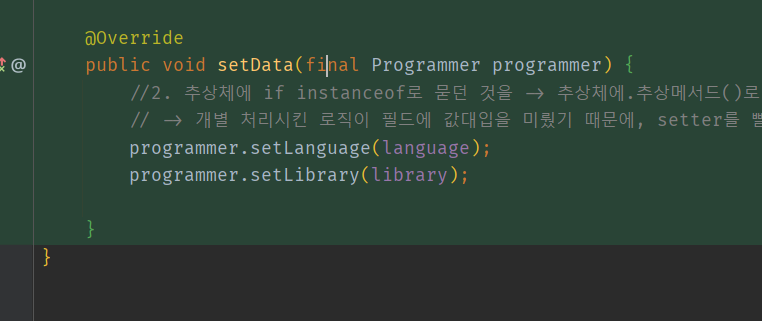 @Override
@
public void setData(final Programmer programmer) {
//2. 추상체에 if instanceof로 묻던 것을 -> 추상체에.추상메서드()로
// -> 개별 처리시킨 로직이 필드에 값대입을 미뤘기 때문에, setter를 빨
programmer.setLanguage(language);
programmer.setLibrary(library);
}
}